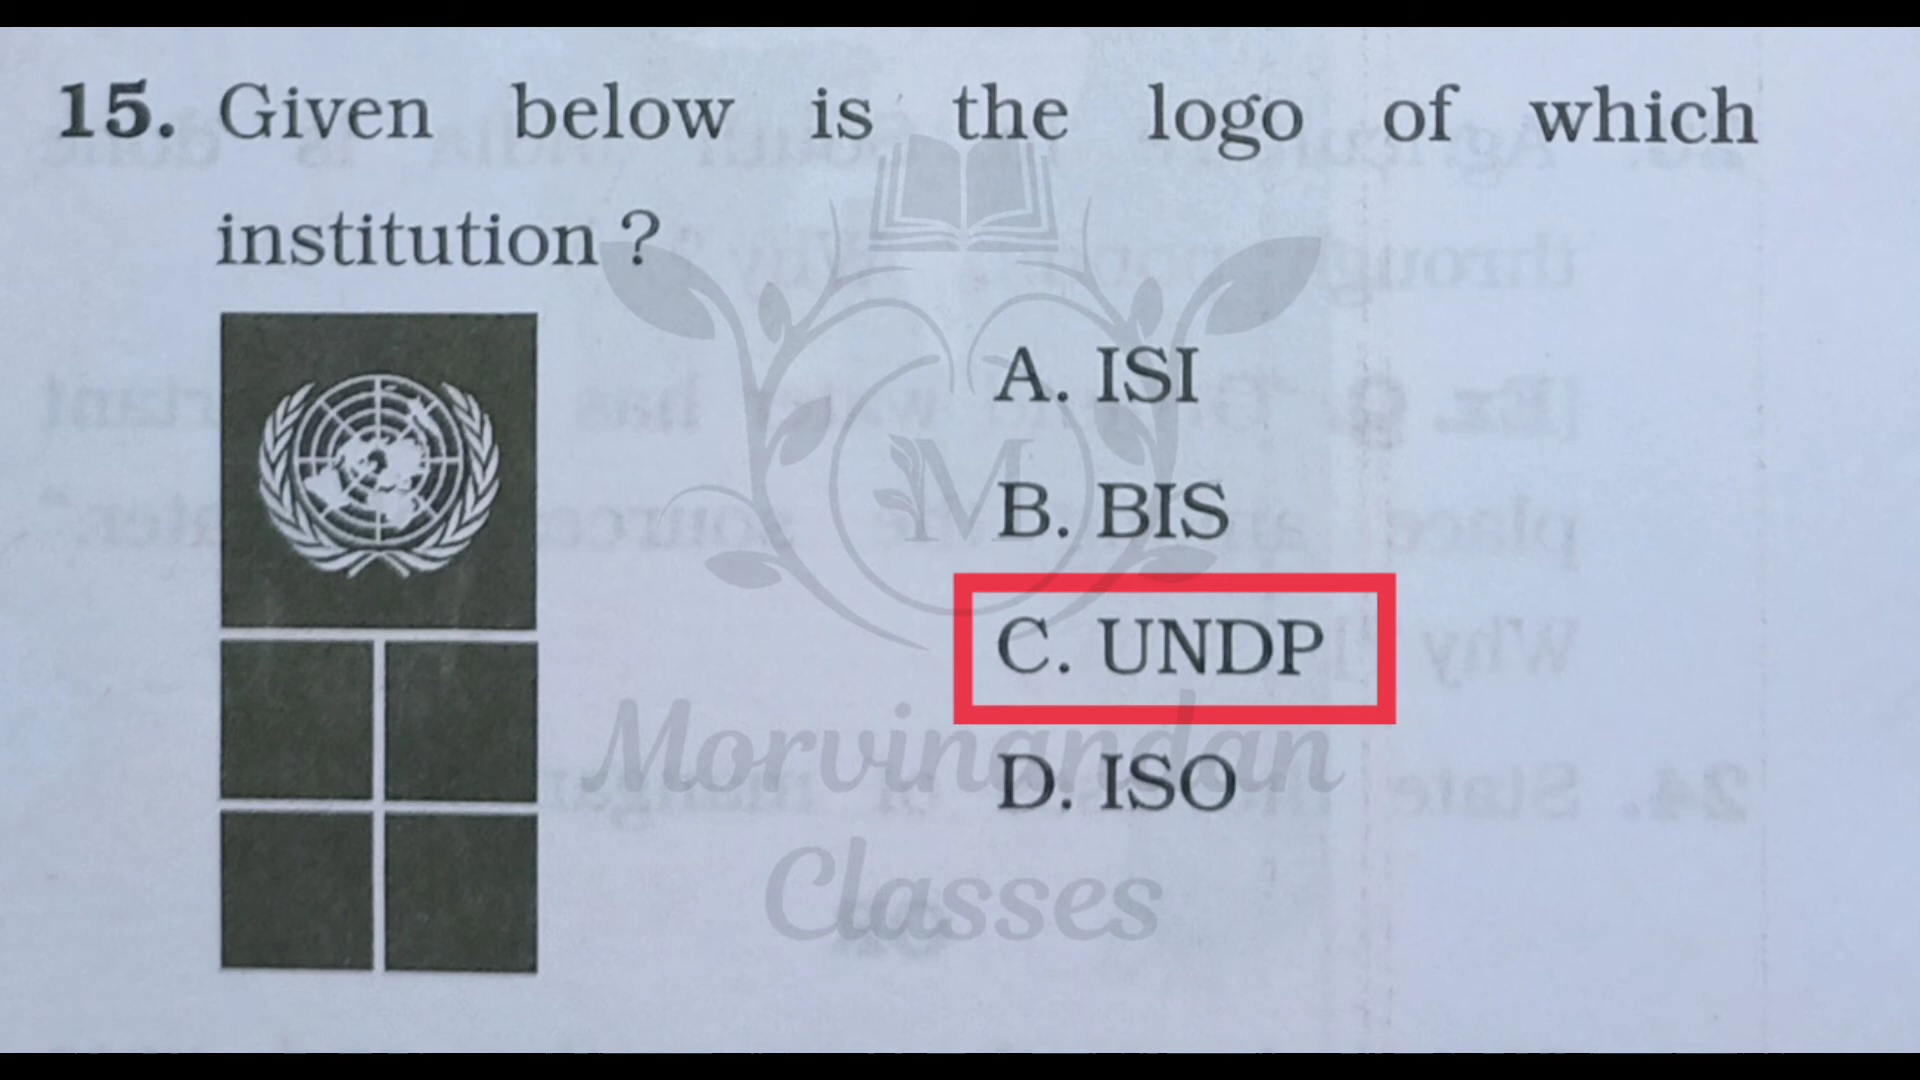 15. Given below is the logo of which
institution ?
A. ISI
B. BIS
C. UNDP
D. ISO
M
Morvinandan
Classes